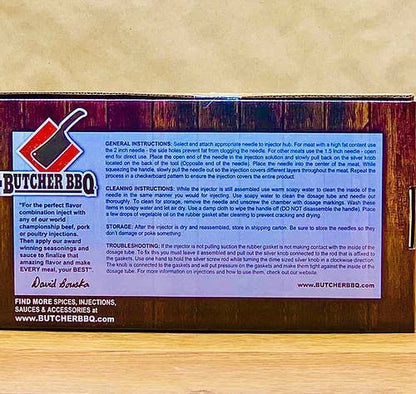 BUTCHER BBQ
"For the perfect flavor
combination inject with
any of our world
championship beef, pork
or poultry injections.
Then apply our award
winning seasonings and
sauce to finalize that
amazing flavor and make
EVERY meal, your BEST".
David Bouska
FIND MORE SPICES, INJECTIONS,
SAUCES & ACCESSORIES at
www.BUTCHERBBQ.com
GENERAL INSTRUCTIONS: Select end attach appropriate needle to injector hub. For meat with a high fat content use
the 2 inch needle - the side holes prevent fat from clogging the needle. For other meats use the 1.5 inch needle - open
end for direct use. Place the open end of the needle in the injection solution and slowly pull back on the silver knob
located on the back of the tool (Opposite end of the needle). Place the needle into the center of the meat. While
squeezing the handle, slowly pull the needle out so the injection covers different layers throughout the meat. Repeat the
process in a checkerboard pattern to ensure the injection covers the entire product.
CLEANING INSTRUCTIONS: While the injector is still assembled use warm soapy water to clean the inside of the
needle in the same manner you would for injecting. Use soapy water to clean the dosage tube and needle out
thoroughly. To clean for storage, remove the needle and unscrew the chamber with dosage markings. Wash these
items in soapy water and let air dry. Use a damp cloth to wipe the handle off (DO NOT disassemble the handle). Place
a few drops of vegetable oil on the rubber gasket after cleaning to prevent cracking and drying.
STORAGE: After the injector is dry and reassembled, store in shipping carton. Be sure to store the needles so they
don't damage or poke something
TROUBLESHOOTING: If the injector is not pulling suction the rubber gasket is not making contact with the inside of the
dosage tube. To fix this you must leave it assembled and pull out the silver knob connected to the rod that is affixed to
the gaskets. Use one hand to hold the silver screw rod while turning the dime sized silver knob in a clockwise direction.
The knob is connected to the gaskets and will put pressure on the gaskets and make them tight against the inside of the
dosage tube. For more information on injections and how to use them, check out our website.
www.BUTCHERBBQ.com